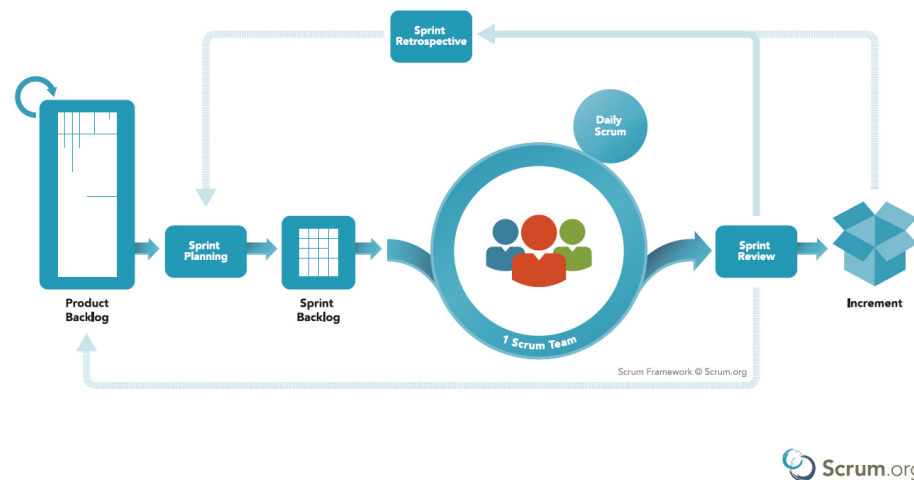 Sprint
Retrospective
Daily
Scrum
Sprint
Planning
Sprint
Review
Product
Backlog
Sprint
Backlog
Increment
1 Scrum Team
Scrum Framework © Scrum.org
Scrum.org